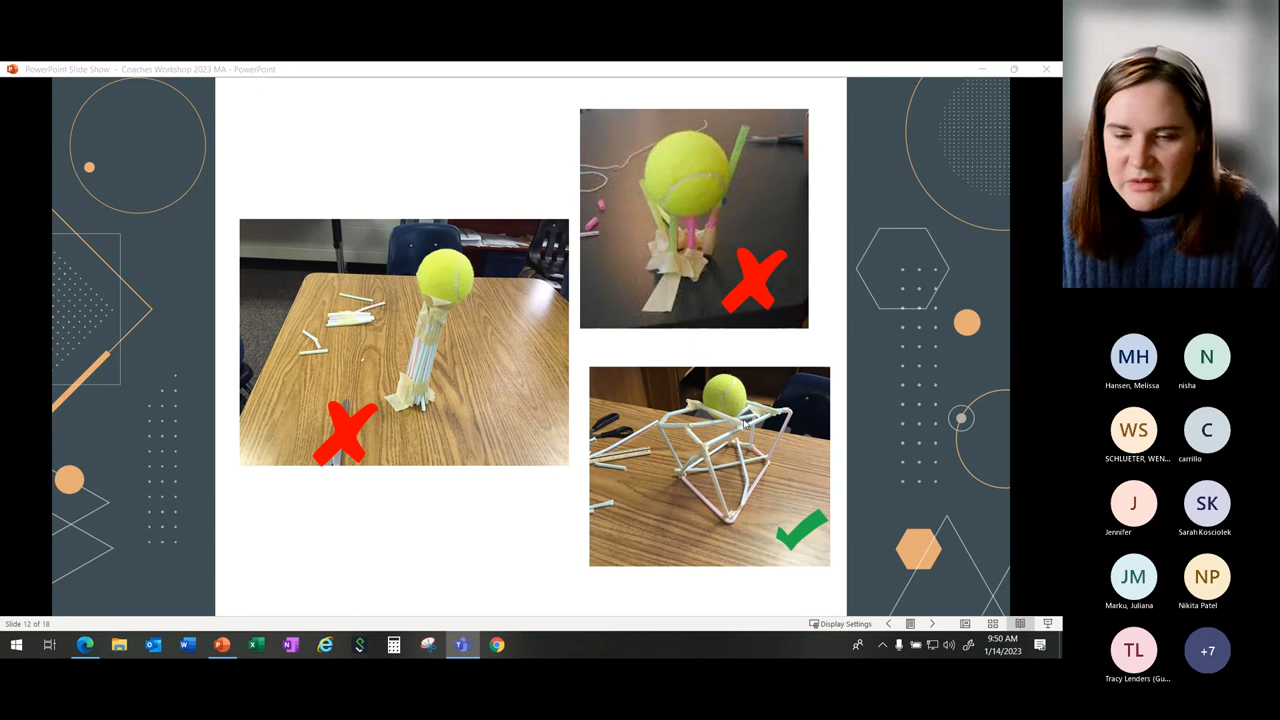 PowerPoint Slide Show - Coaches Workshop 2023 MA - PowerPoint
MH
Hansen, Melissa
N
nisha
WS
SCHLUETER, WEN...
C
carrillo
J
Jennifer
SK
Sarah Kosciolek
JM
Marku, Juliana
NP
Nikita Patel
TL
Tracy Lenders (Gu...
+7
Slide 12 of 18
Display Settings
9:50 AM
1/14/2023